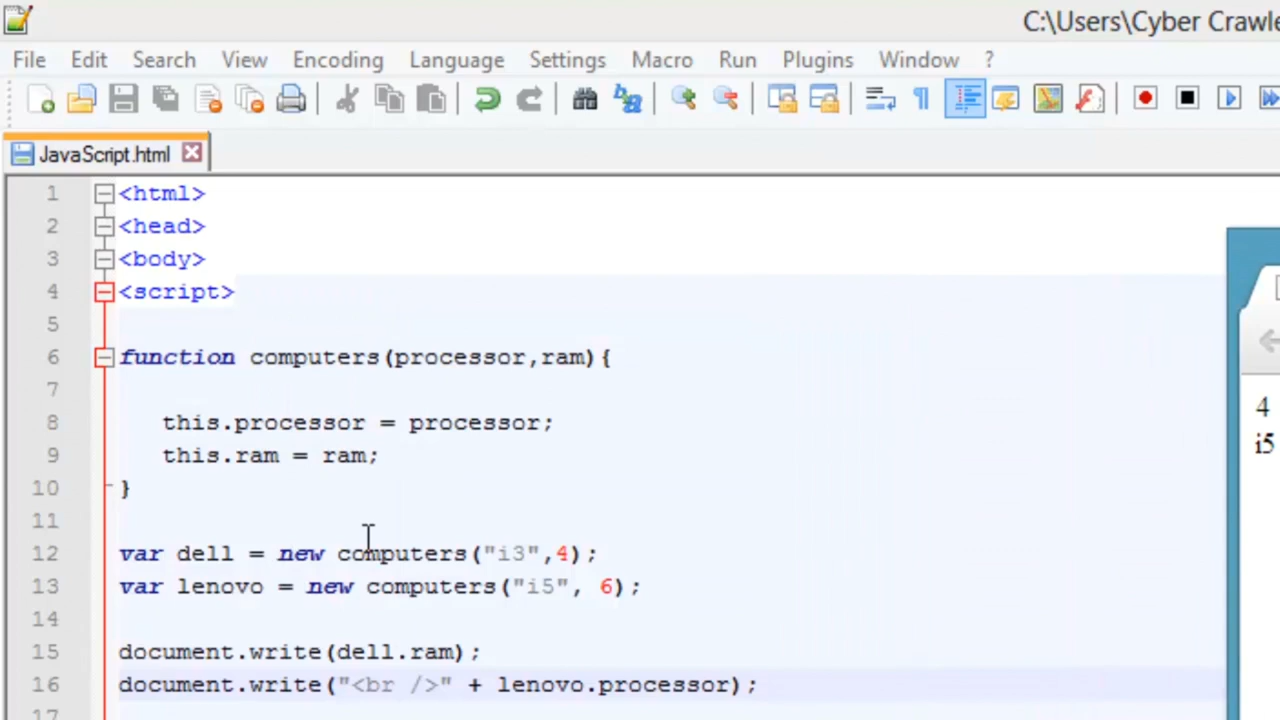 C:\Users\Cyber Crawle
File Edit Search View Encoding Language Settings Macro Run Plugins Window ?
JavaScript.html
1 <html>
2 <head>
3 <body>
4 <script>
5
6 function computers(processor,ram){
7
8 this.processor = processor;
9 this.ram = ram;
10 }
11
12 var dell = new computers("i3",4);
13 var lenovo = new computers("i5", 6);
14
15 document.write(dell.ram);
16 document.write("<br />" + lenovo.processor);
17
4
i5